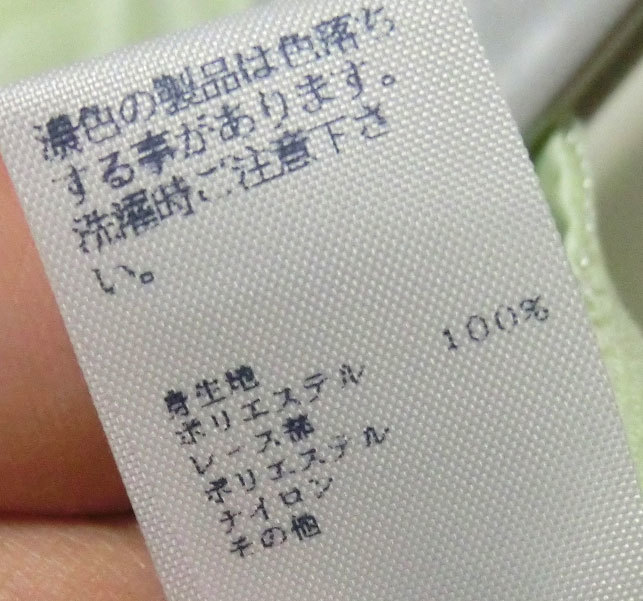 濃色の製品は色落ち
する事があります。
洗濯時ご注意下さ
い。
身生地
ポリエステル 100%
レース部
ポリエステル
ナイロン
その他